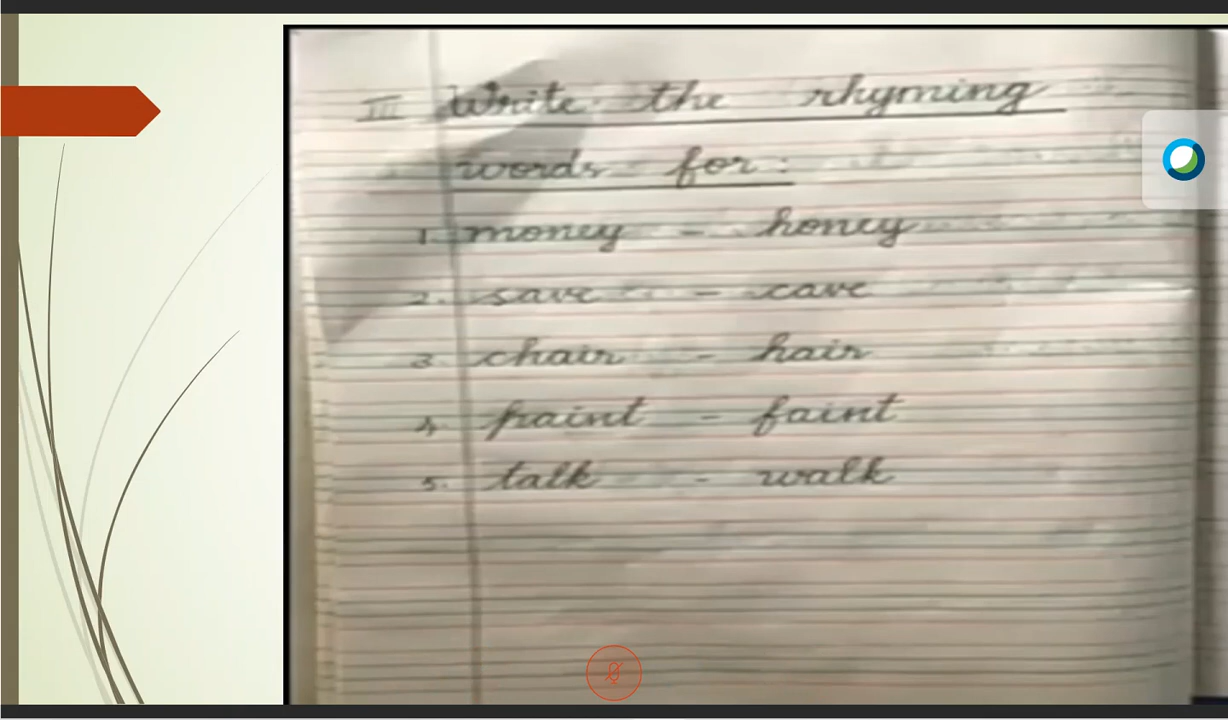 III Write the rhyming
words for :
1. money - honey
2. save - cave
3. chair - hair
4. paint - faint
5. talk - walk